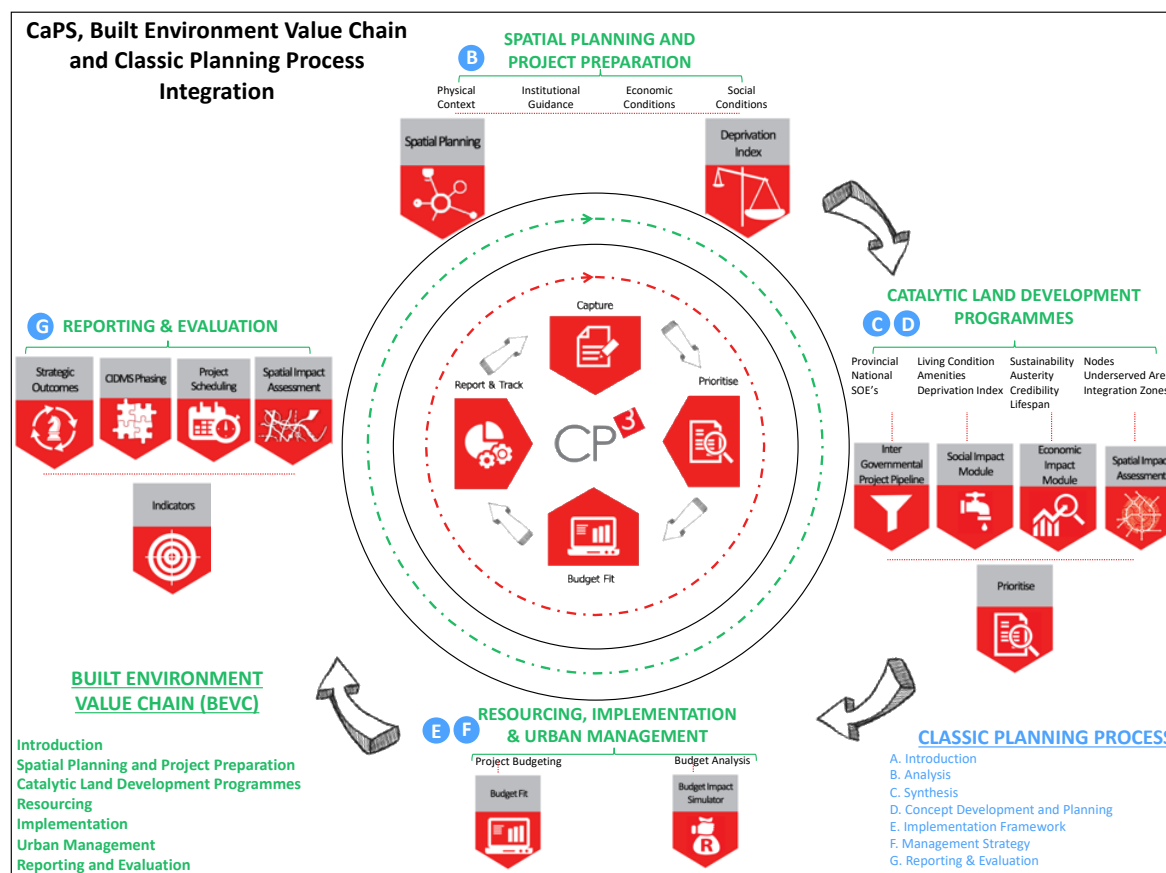 CaPS, Built Environment Value Chain
and Classic Planning Process
Integration
B
SPATIAL PLANNING AND
PROJECT PREPARATION
Physical
Context
Institutional
Guidance
Economic
Conditions
Social
Conditions
Spatial Planning
Deprivation
Index
G
REPORTING & EVALUATION
Strategic
Outcomes
CIDMS Phasing
Project
Scheduling
Spatial Impact
Assessment
Indicators
Capture
Prioritise
Report & Track
CP3
Budget Fit
CATALYTIC LAND DEVELOPMENT
PROGRAMMES
C
D
Provincial
National
SOE's
Living Condition
Amenities
Deprivation Index
Sustainability
Austerity
Credibility
Lifespan
Nodes
Underserved Are
Integration Zones
Inter
Governmental
Project Pipeline
Social Impact
Module
Economic
Impact
Module
Spatial Impact
Assessment
Prioritise
BUILT ENVIRONMENT
VALUE CHAIN (BEVC)
Introduction
Spatial Planning and Project Preparation
Catalytic Land Development Programmes
Resourcing
Implementation
Urban Management
Reporting and Evaluation
E
F
RESOURCING, IMPLEMENTATION
& URBAN MANAGEMENT
Project Budgeting
Budget Analysis
Budget Fit
Budget Impact
Simulator
R
CLASSIC PLANNING PROCESS
A. Introduction
B. Analysis
C. Synthesis
D. Concept Development and Planning
E. Implementation Framework
F. Management Strategy
G. Reporting & Evaluation